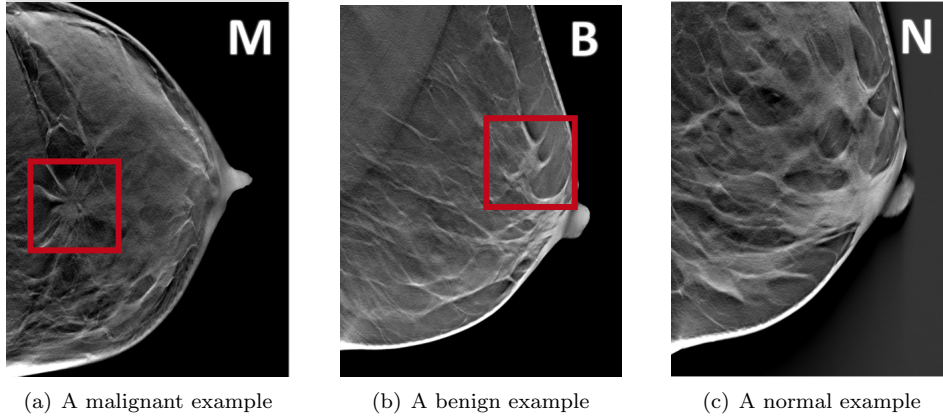 M
B
N
(a) A malignant example
(b) A benign example
(c) A normal example